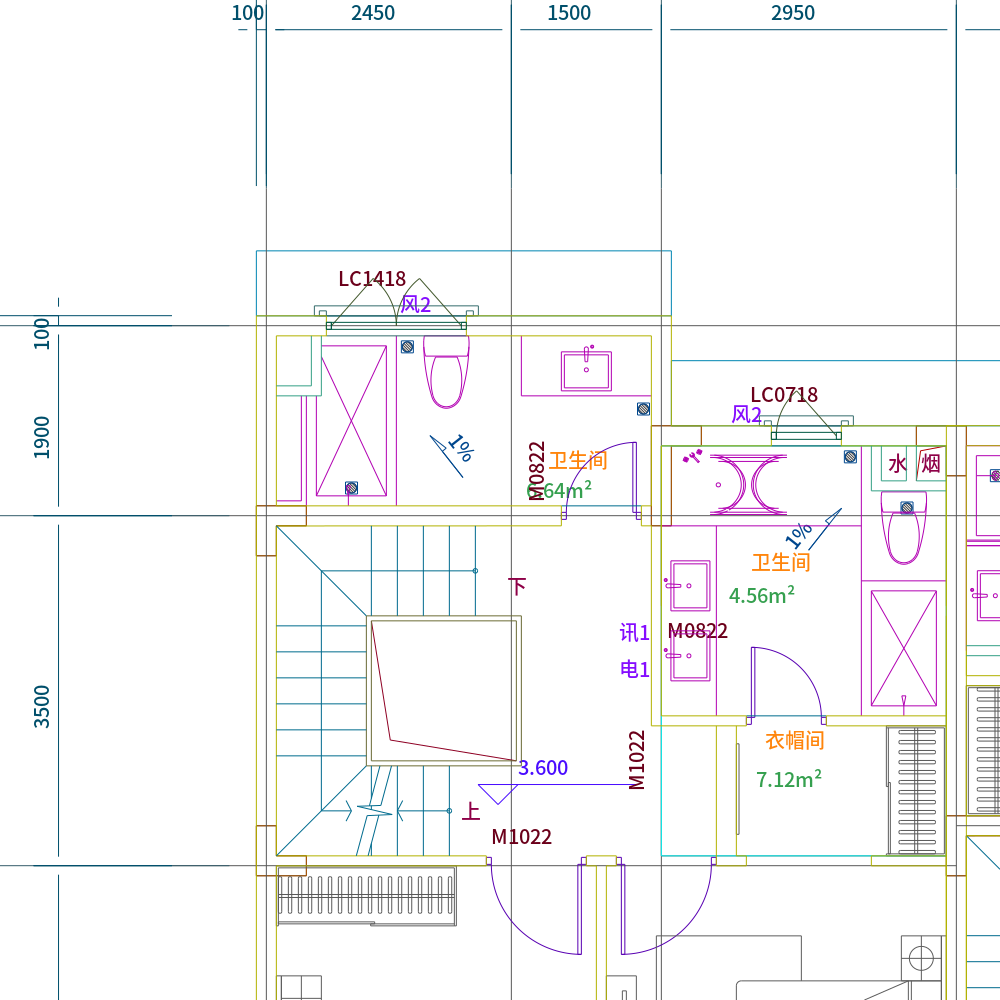 100
2450
1500
2950
LC1418
风2
100
1900
1%
M0822
卫生间
6.64m²
LC0718
风2
水
烟
1%
卫生间
4.56m²
下
讯1
M0822
电1
3500
衣帽间
7.12m²
3.600
M1022
上
M1022